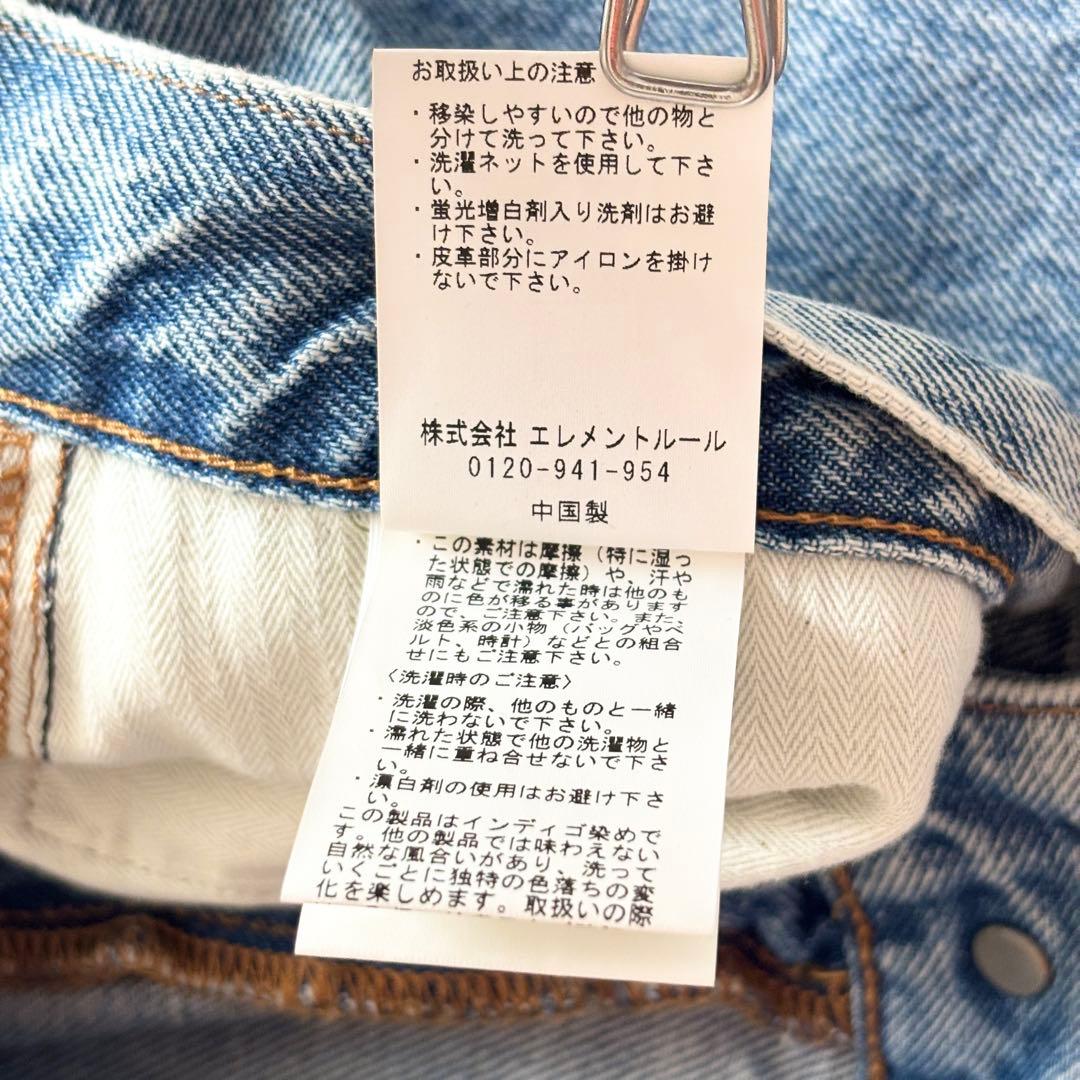 お取扱い上の注意
・移染しやすいので他の物と
分けて洗って下さい。
・洗濯ネットを使用して下さ
い。
・蛍光増白剤入り洗剤はお避
け下さい。
・皮革部分にアイロンを掛け
ないで下さい。
株式会社 エレメントルール
0120-941-954
中国製
・この素材は摩擦（特に湿っ
た状態での摩擦）や、汗や
雨などで濡れた時は他のも
のに色が移る事があります
ので、ご注意下さい。また、
淡色系の小物（バッグやベ
ルト、時計）などとの組合
せにもご注意下さい。
〈洗濯時のご注意〉
・洗濯の際、他のものと一緒
に洗わないで下さい。
・濡れた状態で他の洗濯物と
一緒に重ね合せないで下さ
い。
・漂白剤の使用はお避け下さ
い。
この製品はインディゴ染めで
す。他の製品では味わえない
自然な風合いがあり、洗って
いくごとに独特の色落ちの変
化を楽しめます。取扱いの際